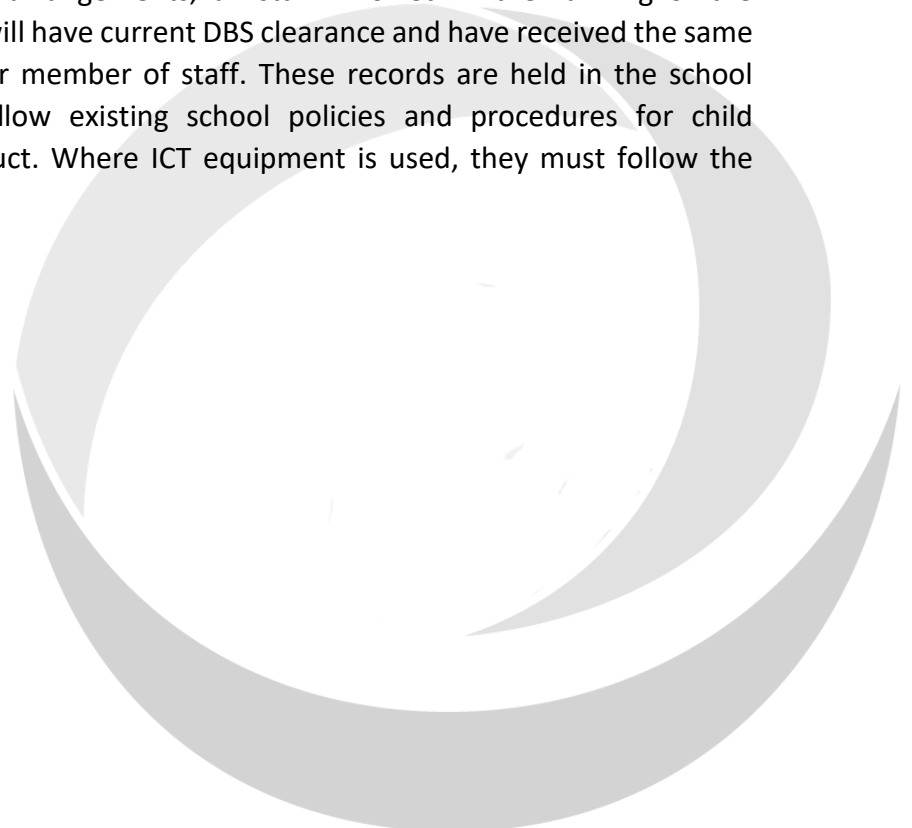 will have current DBS clearance and have received the same
r member of staff. These records are held in the school
llow existing school policies and procedures for child
uct. Where ICT equipment is used, they must follow the